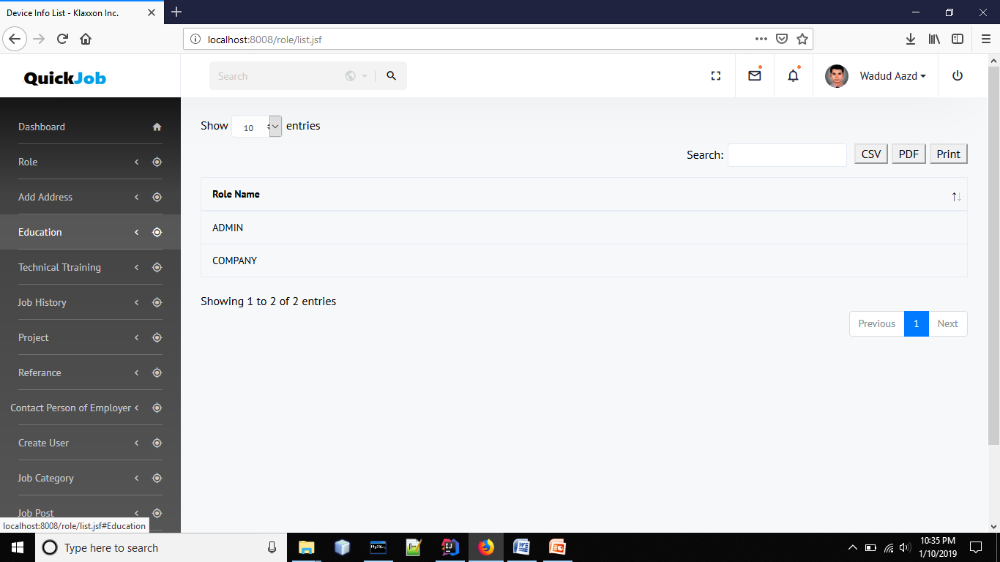 Device Info List - Klaxxon Inc.
localhost:8008/role/list.jsf
QuickJob
Search
Wadud Aazd
Dashboard
Role
Add Address
Education
Technical Ttraining
Job History
Project
Referance
Contact Person of Employer
Create User
Job Category
Job Post
Show 10 entries
Search: CSV PDF Print
Role Name
ADMIN
COMPANY
Showing 1 to 2 of 2 entries
Previous 1 Next
localhost:8008/role/list.jsf#Education
Type here to search
MySQL
IJ
10:35 PM
1/10/2019